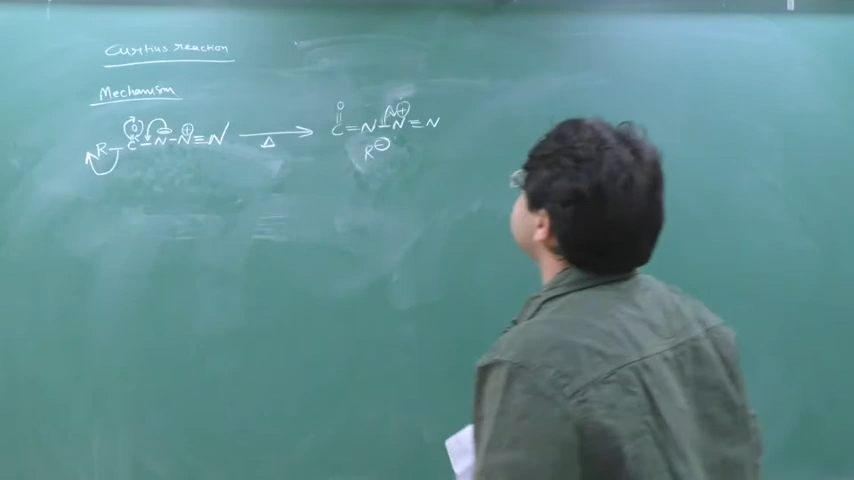 Curtius reaction
Mechanism
R – C – N̄ – N⊕ ≡ N → Δ O = C = N – N⊕ ≡ N
R⊖